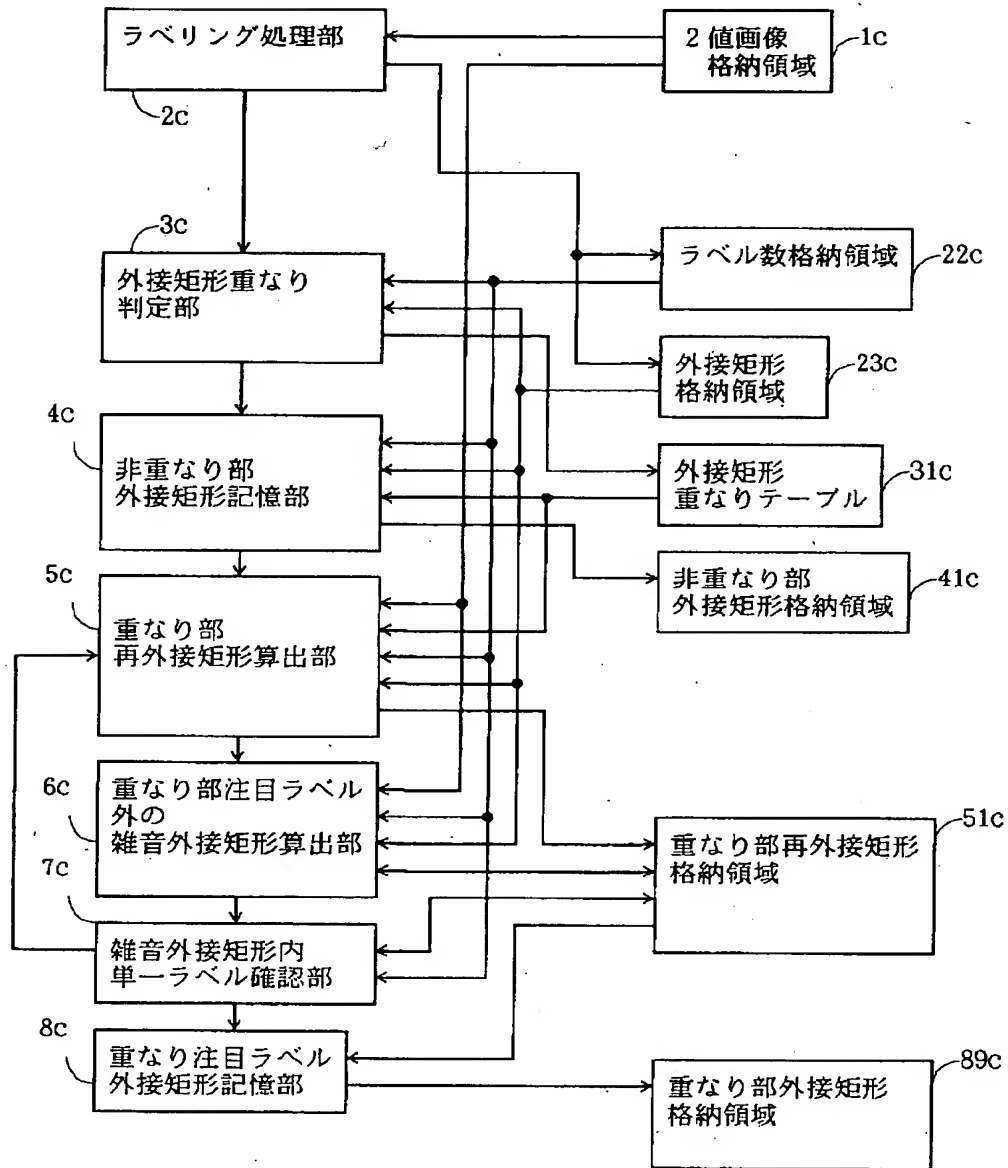 ラベリング処理部
2c
2値画像
格納領域
1c
3c
外接矩形重なり
判定部
ラベル数格納領域
22c
外接矩形
格納領域
23c
4c
非重なり部
外接矩形記憶部
外接矩形
重なりテーブル
31c
非重なり部
外接矩形格納領域
41c
5c
重なり部
再外接矩形算出部
6c
重なり部注目ラベル
外の
雑音外接矩形算出部
重なり部再外接矩形
格納領域
51c
7c
雑音外接矩形内
単一ラベル確認部
8c
重なり注目ラベル
外接矩形記憶部
重なり部外接矩形
格納領域
89c